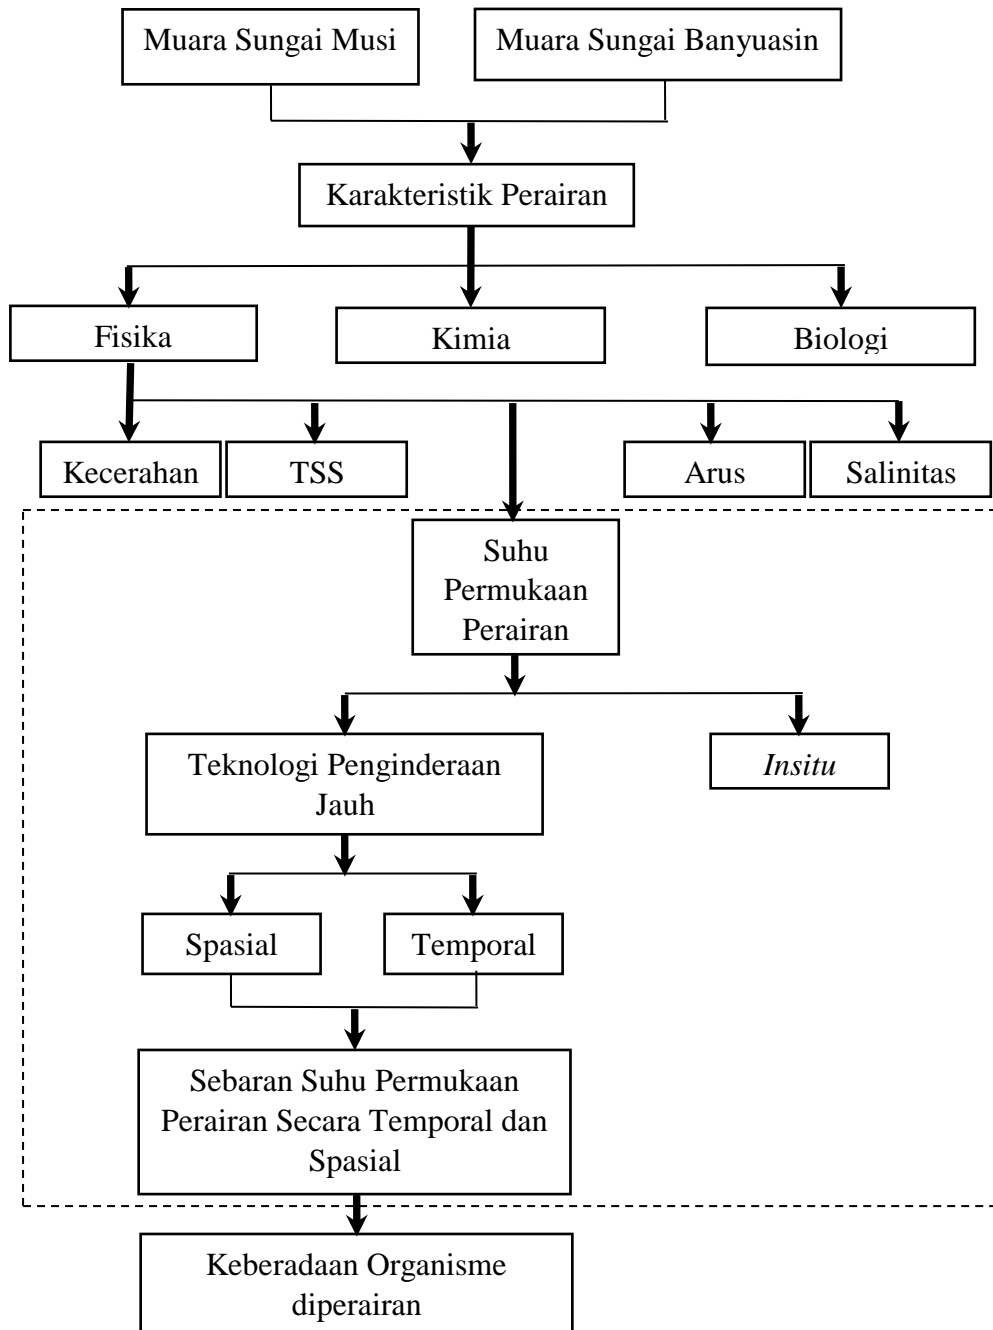 Muara Sungai Musi
Muara Sungai Banyuasin
Karakteristik Perairan
Fisika
Kimia
Biologi
Kecerahan
TSS
Arus
Salinitas
Suhu
Permukaan
Perairan
Teknologi Penginderaan
Jauh
Insitu
Spasial
Temporal
Sebaran Suhu Permukaan
Perairan Secara Temporal dan
Spasial
Keberadaan Organisme
diperairan